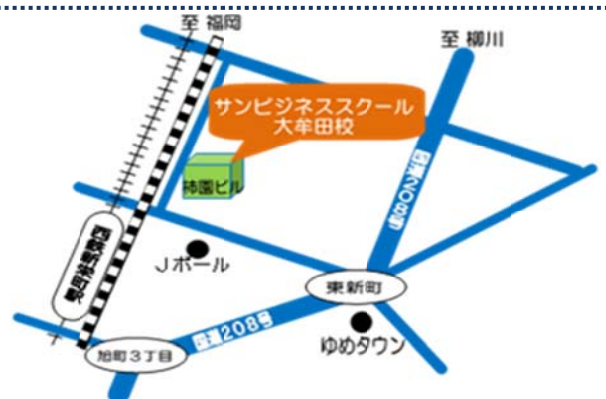 至 福岡
至 柳川
サンビジネススクール
大牟田校
国道208号
柿園ビル
西鉄新栄町駅
Jボール
東新町
国道208号
ゆめタウン
旭町3丁目